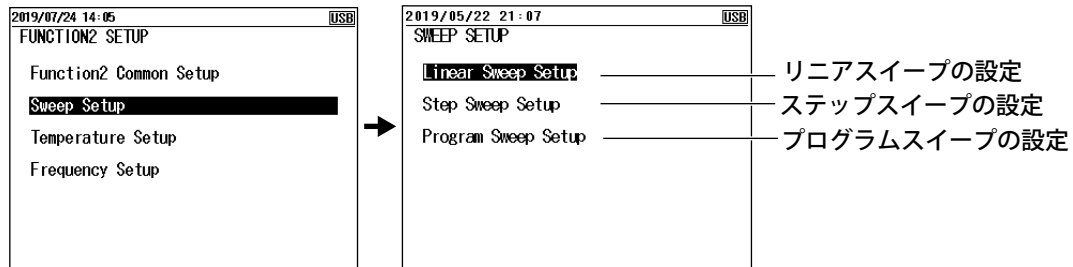 2019/07/24 14:05 USB
FUNCTION2 SETUP
Function2 Common Setup
Sweep Setup
Temperature Setup
Frequency Setup
2019/05/22 21:07 USB
SWEEP SETUP
Linear Sweep Setup
リニアスイープの設定
Step Sweep Setup
ステップスイープの設定
Program Sweep Setup
プログラムスイープの設定